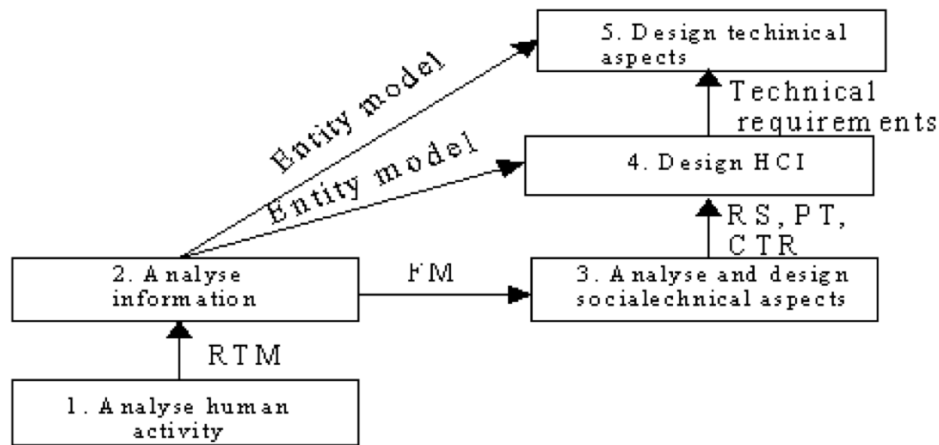 5. Design techinical
aspects
Technical
requirements
Entity model
Entity model
4. Design HCI
RS, PT,
CTR
2. Analyse
information
FM
3. Analyse and design
socialechnical aspects
RTM
1. Analyse human
activity